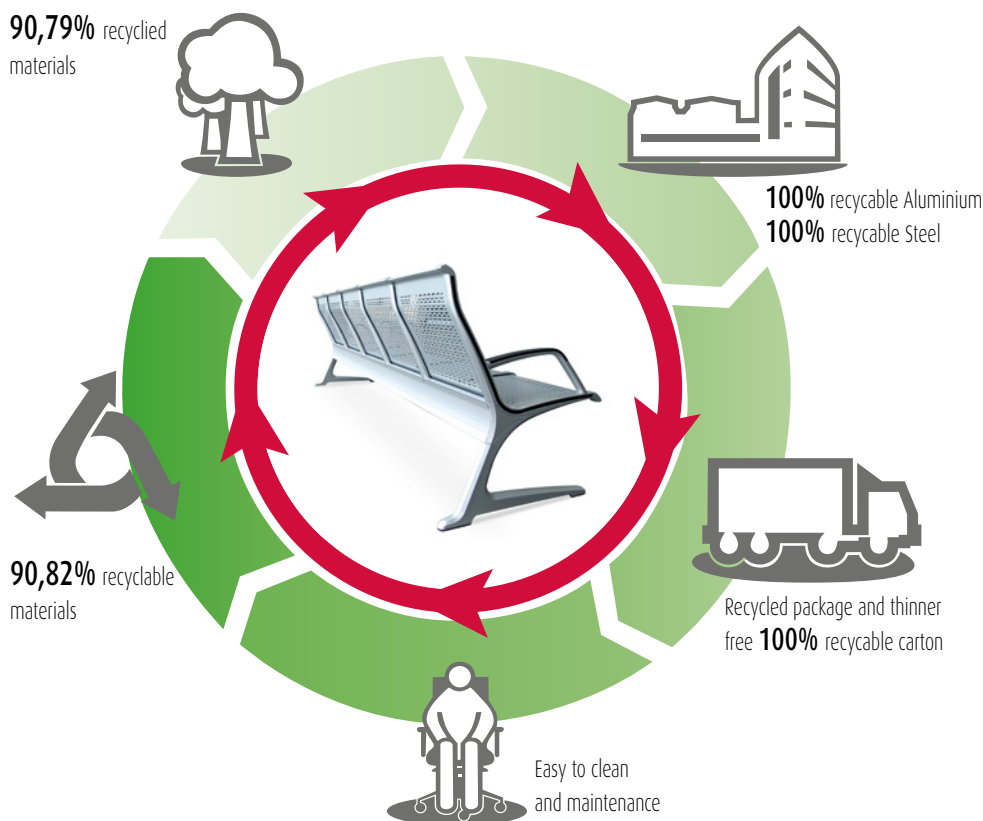 90,79% recyclied
materials
100% recycable Aluminium
100% recycable Steel
Recycled package and thinner
free 100% recycable carton
Easy to clean
and maintenance
90,82% recyclable
materials